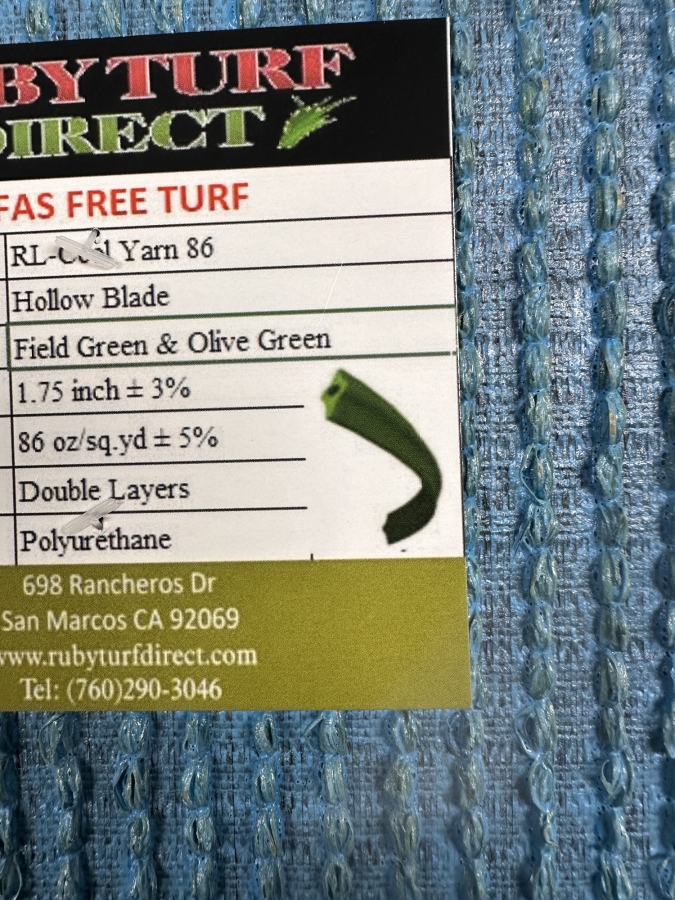 BY TURF
DIRECT
FAS FREE TURF
RL-Cool Yarn 86
Hollow Blade
Field Green & Olive Green
1.75 inch ± 3%
86 oz/sq.yd ± 5%
Double Layers
Polyurethane
698 Rancheros Dr
San Marcos CA 92069
www.rubyturfdirect.com
Tel: (760)290-3046